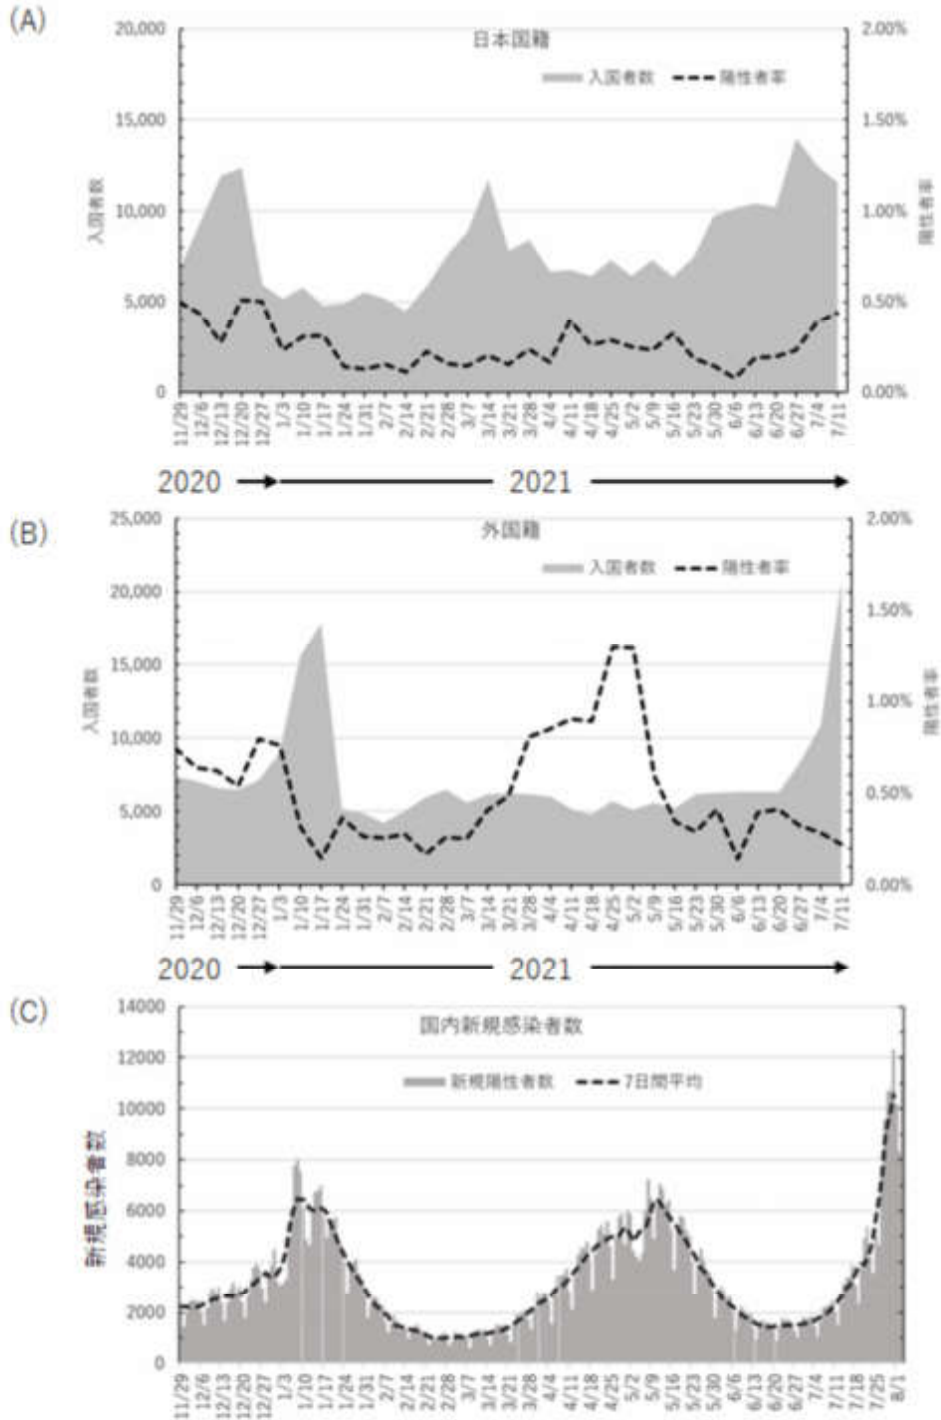 (A)
日本国籍
入国者数 陽性者率
20,000
15,000
10,000
5,000
0
入国者数
2.00%
1.50%
1.00%
0.50%
0.00%
陽性者率
11/29 12/6 12/13 12/20 12/27 1/3 1/10 1/17 1/24 1/31 2/7 2/14 2/21 2/28 3/7 3/14 3/21 3/28 4/4 4/11 4/18 4/25 5/2 5/9 5/16 5/23 5/30 6/6 6/13 6/20 6/27 7/4 7/11
2020 2021
(B)
外国籍
入国者数 陽性者率
25,000
20,000
15,000
10,000
5,000
0
入国者数
2.00%
1.50%
1.00%
0.50%
0.00%
陽性者率
11/29 12/6 12/13 12/20 12/27 1/3 1/10 1/17 1/24 1/31 2/7 2/14 2/21 2/28 3/7 3/14 3/21 3/28 4/4 4/11 4/18 4/25 5/2 5/9 5/16 5/23 5/30 6/6 6/13 6/20 6/27 7/4 7/11
2020 2021
(C)
国内新規感染者数
新規陽性者数 7日間平均
14000
12000
10000
8000
6000
4000
2000
0
新規感染者数
11/29 12/6 12/13 12/20 12/27 1/3 1/10 1/17 1/24 1/31 2/7 2/14 2/21 2/28 3/7 3/14 3/21 3/28 4/4 4/11 4/18 4/25 5/2 5/9 5/16 5/23 5/30 6/6 6/13 6/20 6/27 7/4 7/11 7/18 7/25 8/1